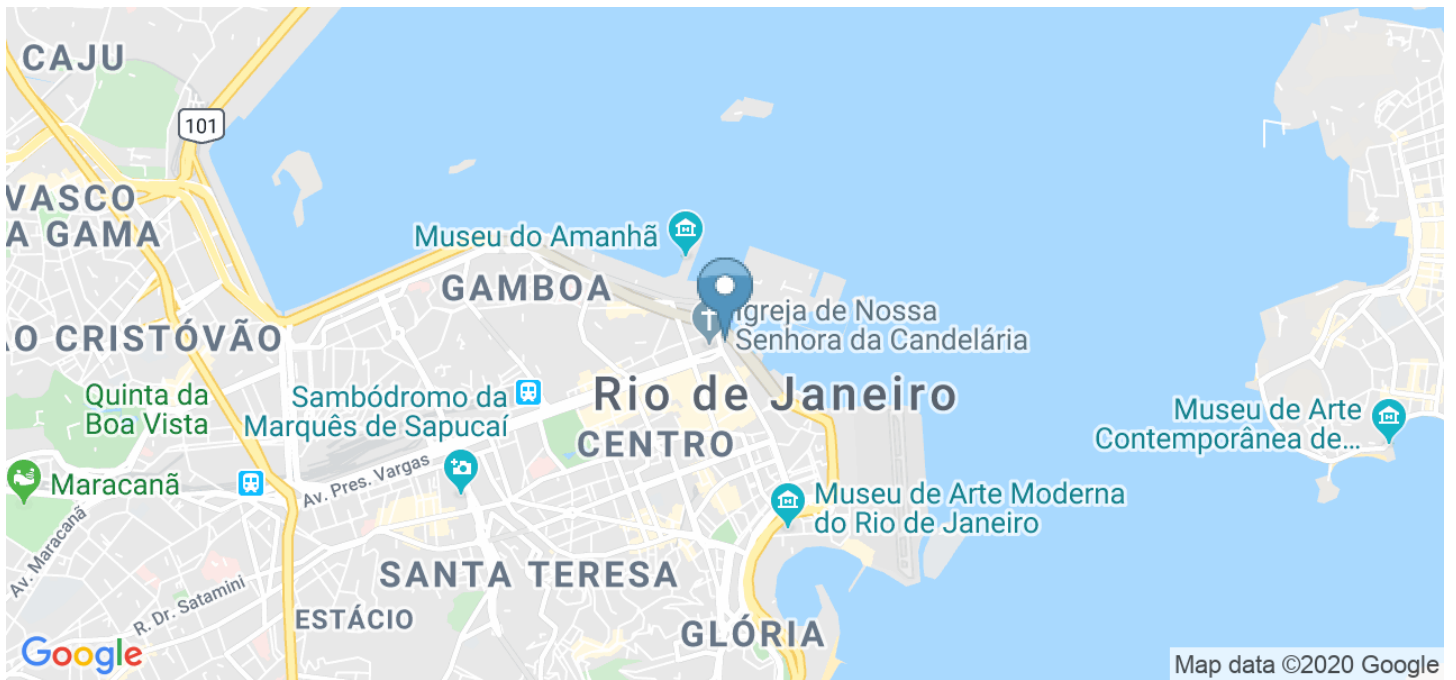 CAJU
101
VASCO
A GAMA
Museu do Amanhã
GAMBOA
greja de Nossa
Senhora da Candelária
O CRISTÓVÃO
Quinta da
Boa Vista
Sambódromo da
Marquês de Sapucaí
Rio de Janeiro
CENTRO
Museu de Arte
Contemporânea de...
Maracanã
Av. Pres. Vargas
Museu de Arte Moderna
do Rio de Janeiro
Av. Maracanã
SANTA TERESA
R. Dr. Satamini
ESTÁCIO
GLÓRIA
Google
Map data ©2020 Google